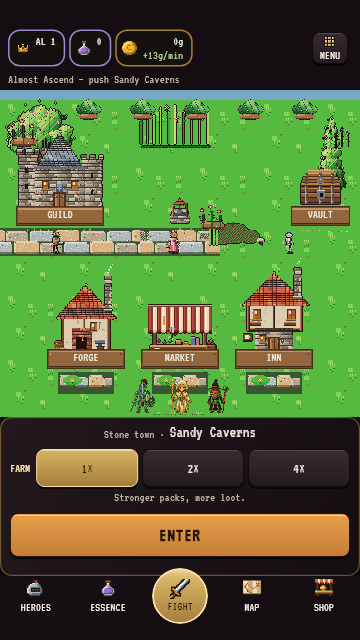 AL 1
0
0g
+13g/min
MENU
Almost Ascend – push Sandy Caverns
GUILD
VAULT
FORGE
MARKET
INN
Stone town · Sandy Caverns
FARM
1X
2X
4X
Stronger packs, more loot.
ENTER
HEROES
ESSENCE
FIGHT
MAP
SHOP